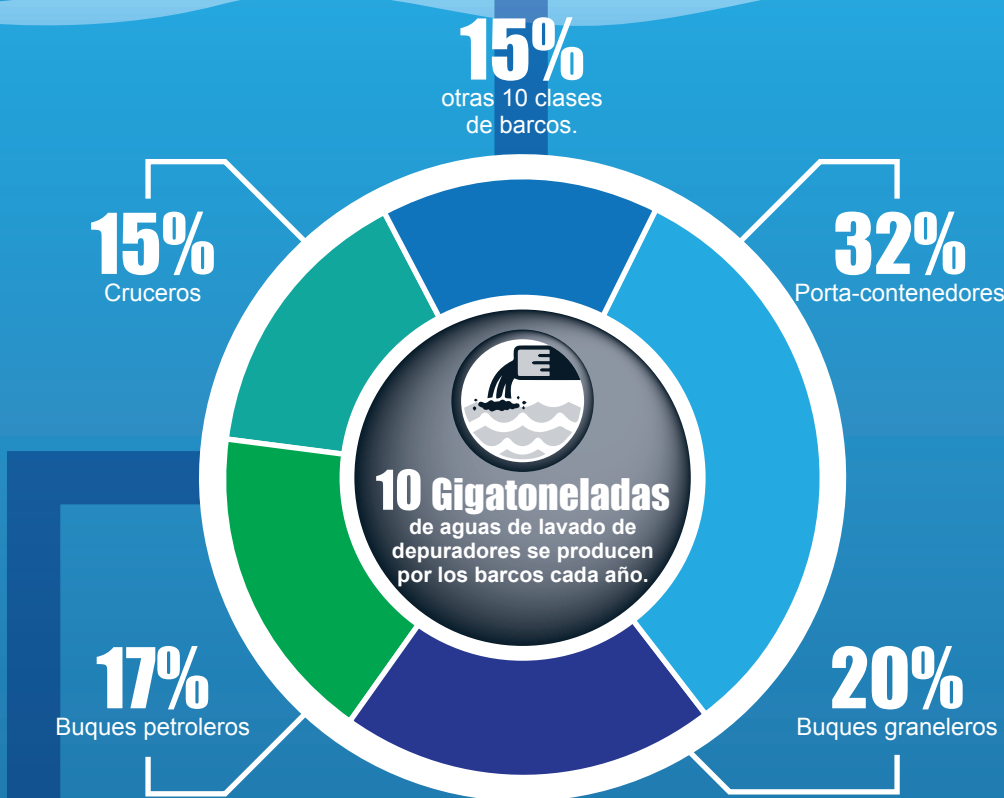 15%
otras 10 clases
de barcos.
15%
Cruceros
32%
Porta-contenedores
10 Gigatoneladas
de aguas de lavado de
depuradores se producen
por los barcos cada año.
17%
Buques petroleros
20%
Buques graneleros